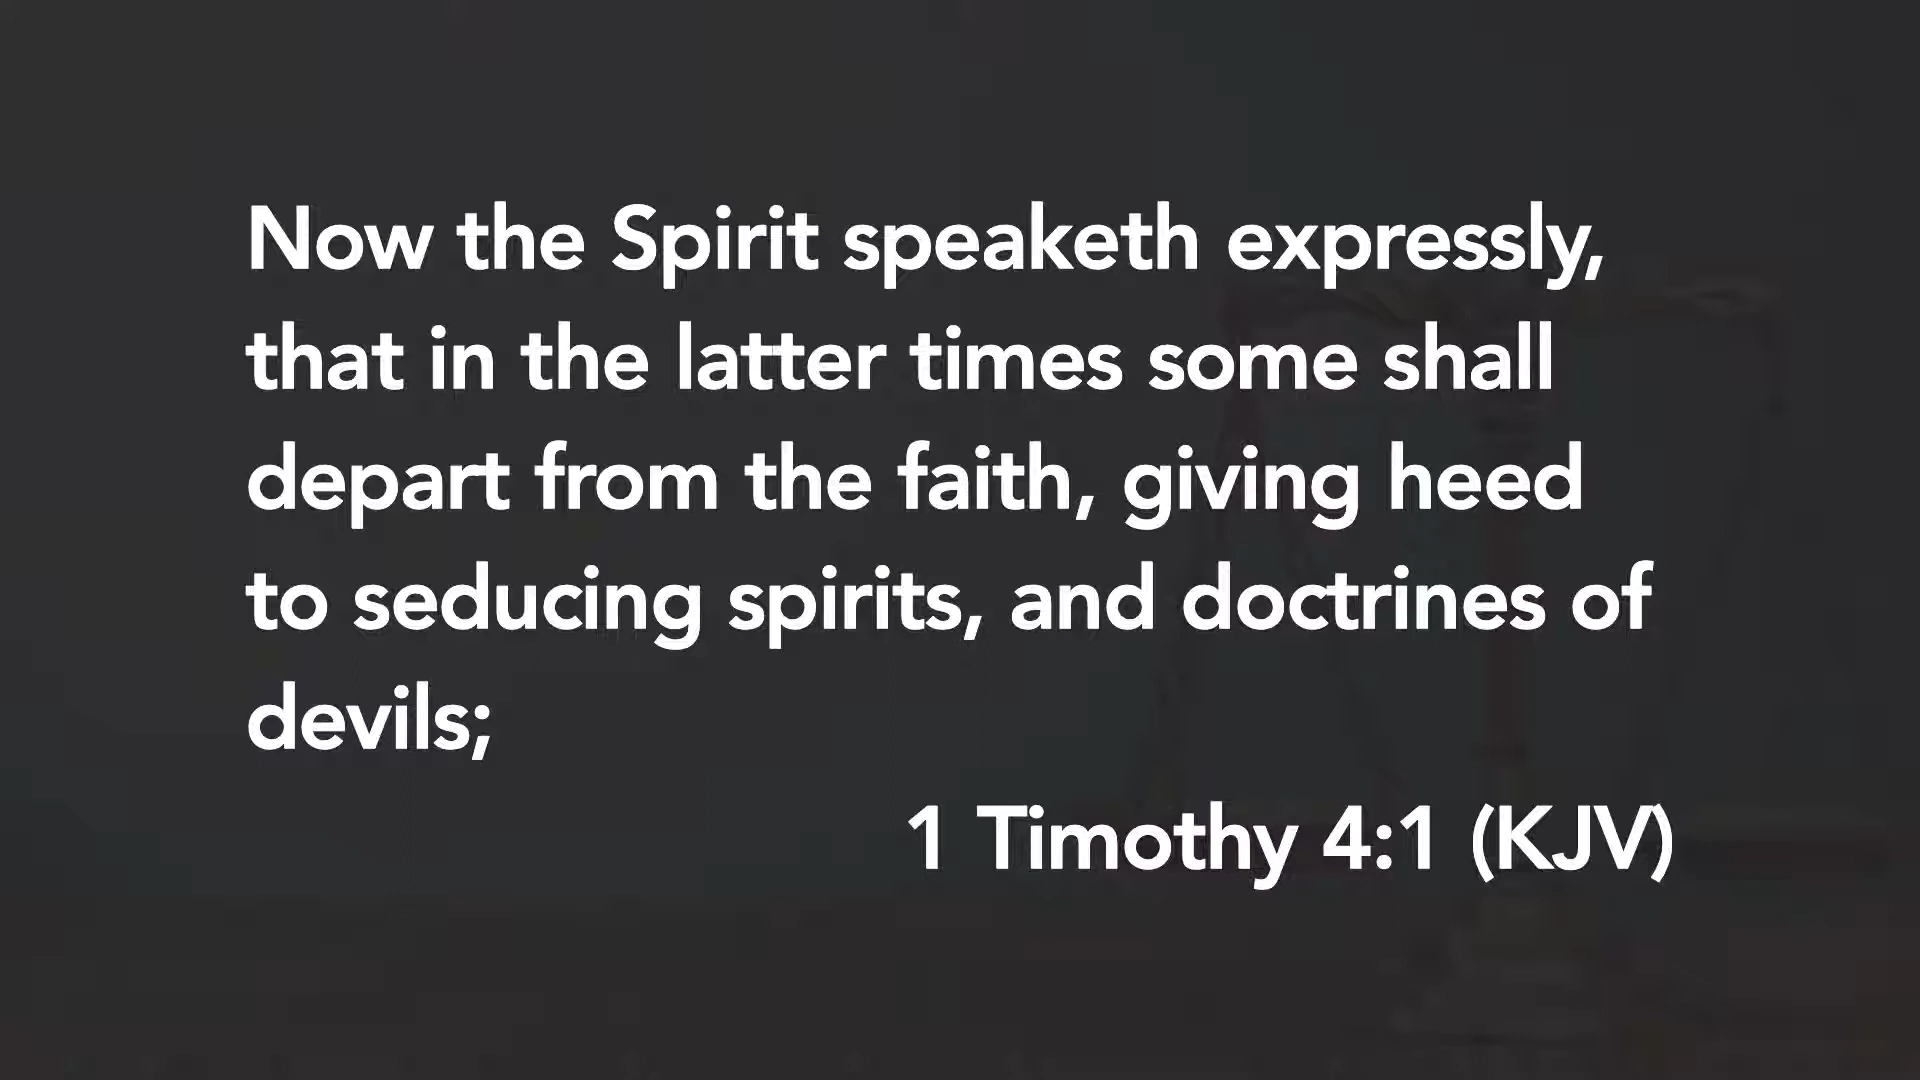 Now the Spirit speaketh expressly,
that in the latter times some shall
depart from the faith, giving heed
to seducing spirits, and doctrines of
devils;
1 Timothy 4:1 (KJV)